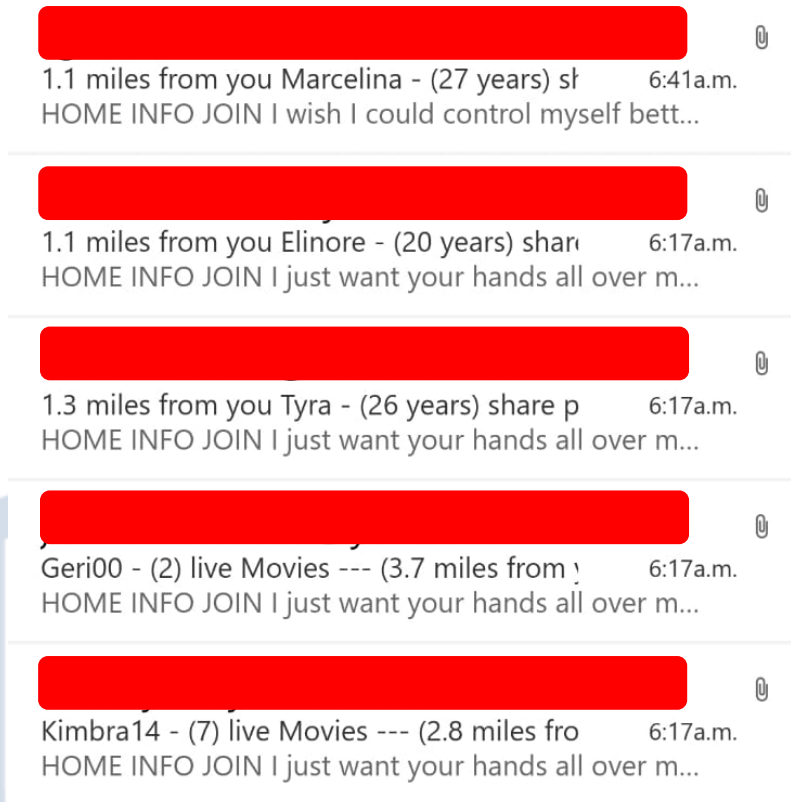 1.1 miles from you Marcelina - (27 years) sh
6:41a.m.
HOME INFO JOIN I wish I could control myself bett...
1.1 miles from you Elinore - (20 years) share
6:17a.m.
HOME INFO JOIN I just want your hands all over m...
1.3 miles from you Tyra - (26 years) share p
6:17a.m.
HOME INFO JOIN I just want your hands all over m...
Geri00 - (2) live Movies --- (3.7 miles from
6:17a.m.
HOME INFO JOIN I just want your hands all over m...
Kimbra14 - (7) live Movies --- (2.8 miles fro
6:17a.m.
HOME INFO JOIN I just want your hands all over m...